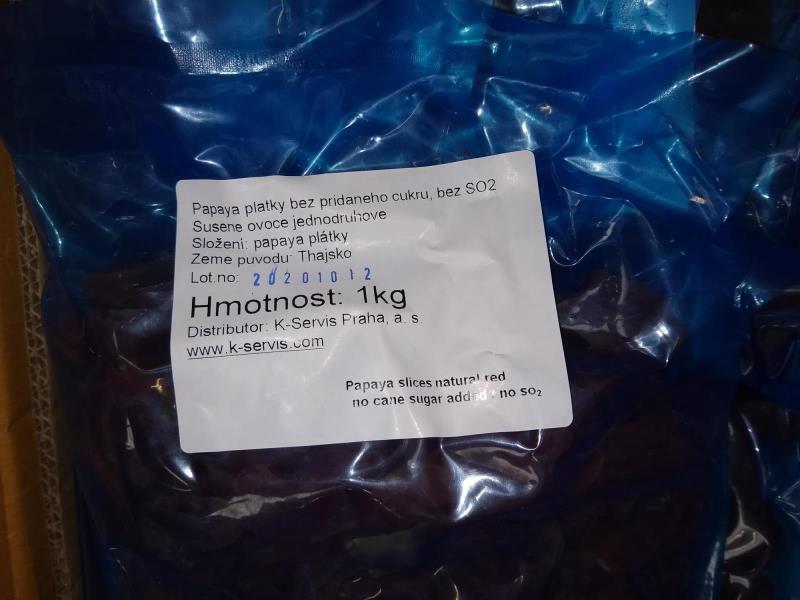 Papaya platky bez pridaneho cukru, bez SO2
Susene ovoce jednodruhove
Složení: papaya plátky
Zeme puvodu: Thajsko
Lot.no: 20201012
Hmotnost: 1kg
Distributor: K-Servis Praha, a. s.
www.k-servis.com
Papaya slices natural red
no cane sugar added / no so₂